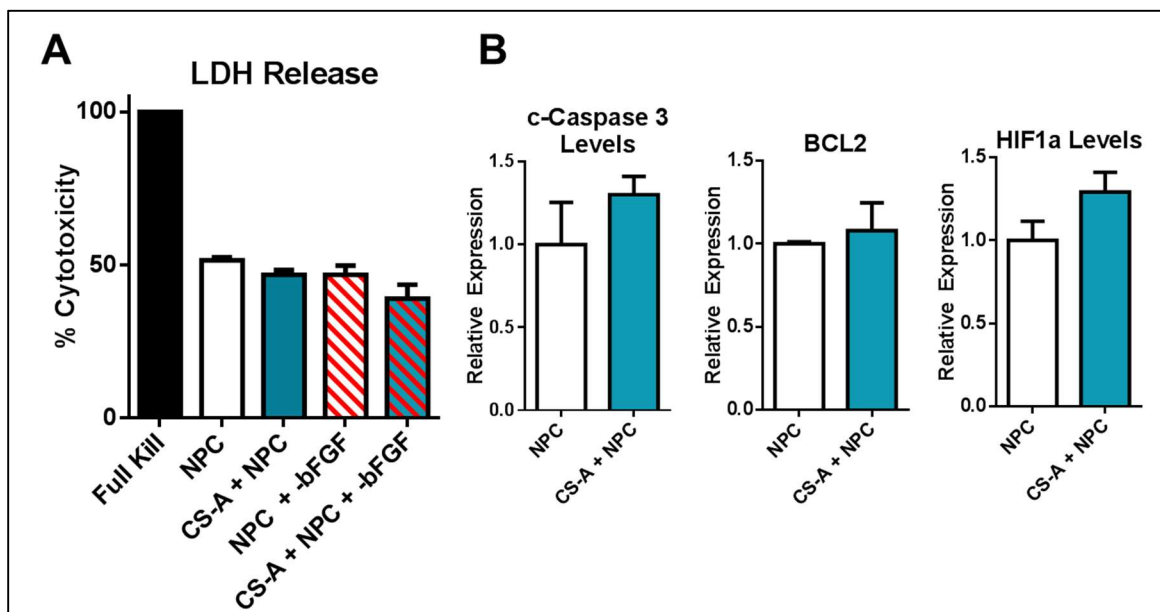 A
LDH Release
% Cytotoxicity
100
50
0
Full Kill
NPC
CS-A + NPC
NPC + -bFGF
CS-A + NPC + -bFGF
B
c-Caspase 3
Levels
Relative Expression
1.5
1.0
0.5
0.0
NPC
CS-A + NPC
BCL2
Relative Expression
1.5
1.0
0.5
0.0
NPC
CS-A + NPC
HIF1a Levels
Relative Expression
1.5
1.0
0.5
0.0
NPC
CS-A + NPC